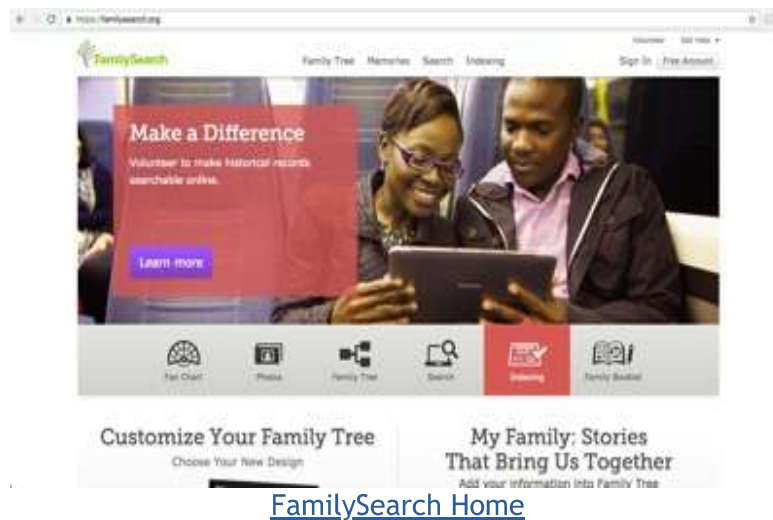 https://familysearch.org
Volunteer Get Help
FamilySearch
Family Tree Memories Search Indexing
Sign In Free Account
Make a Difference
Volunteer to make historical records
searchable online.
Learn more
Fan Chart Photos Family Tree Search Indexing Family Booklet
Customize Your Family Tree
Choose Your New Design
My Family: Stories
That Bring Us Together
Add your information into Family Tree
FamilySearch Home